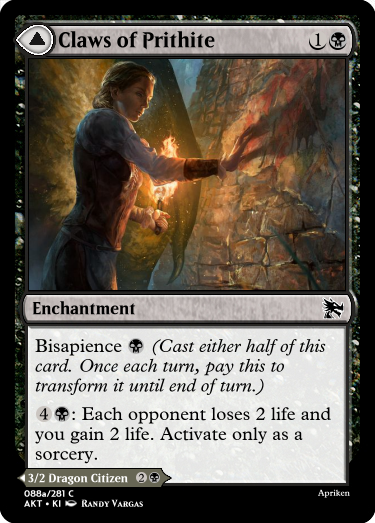 Claws of Prithite 1
Enchantment
Bisapience (Cast either half of this
card. Once each turn, pay this to
transform it until end of turn.)
4 : Each opponent loses 2 life and
you gain 2 life. Activate only as a
sorcery.
3/2 Dragon Citizen 2
088a/281 C
Apriken
AKT • KI Randy Vargas